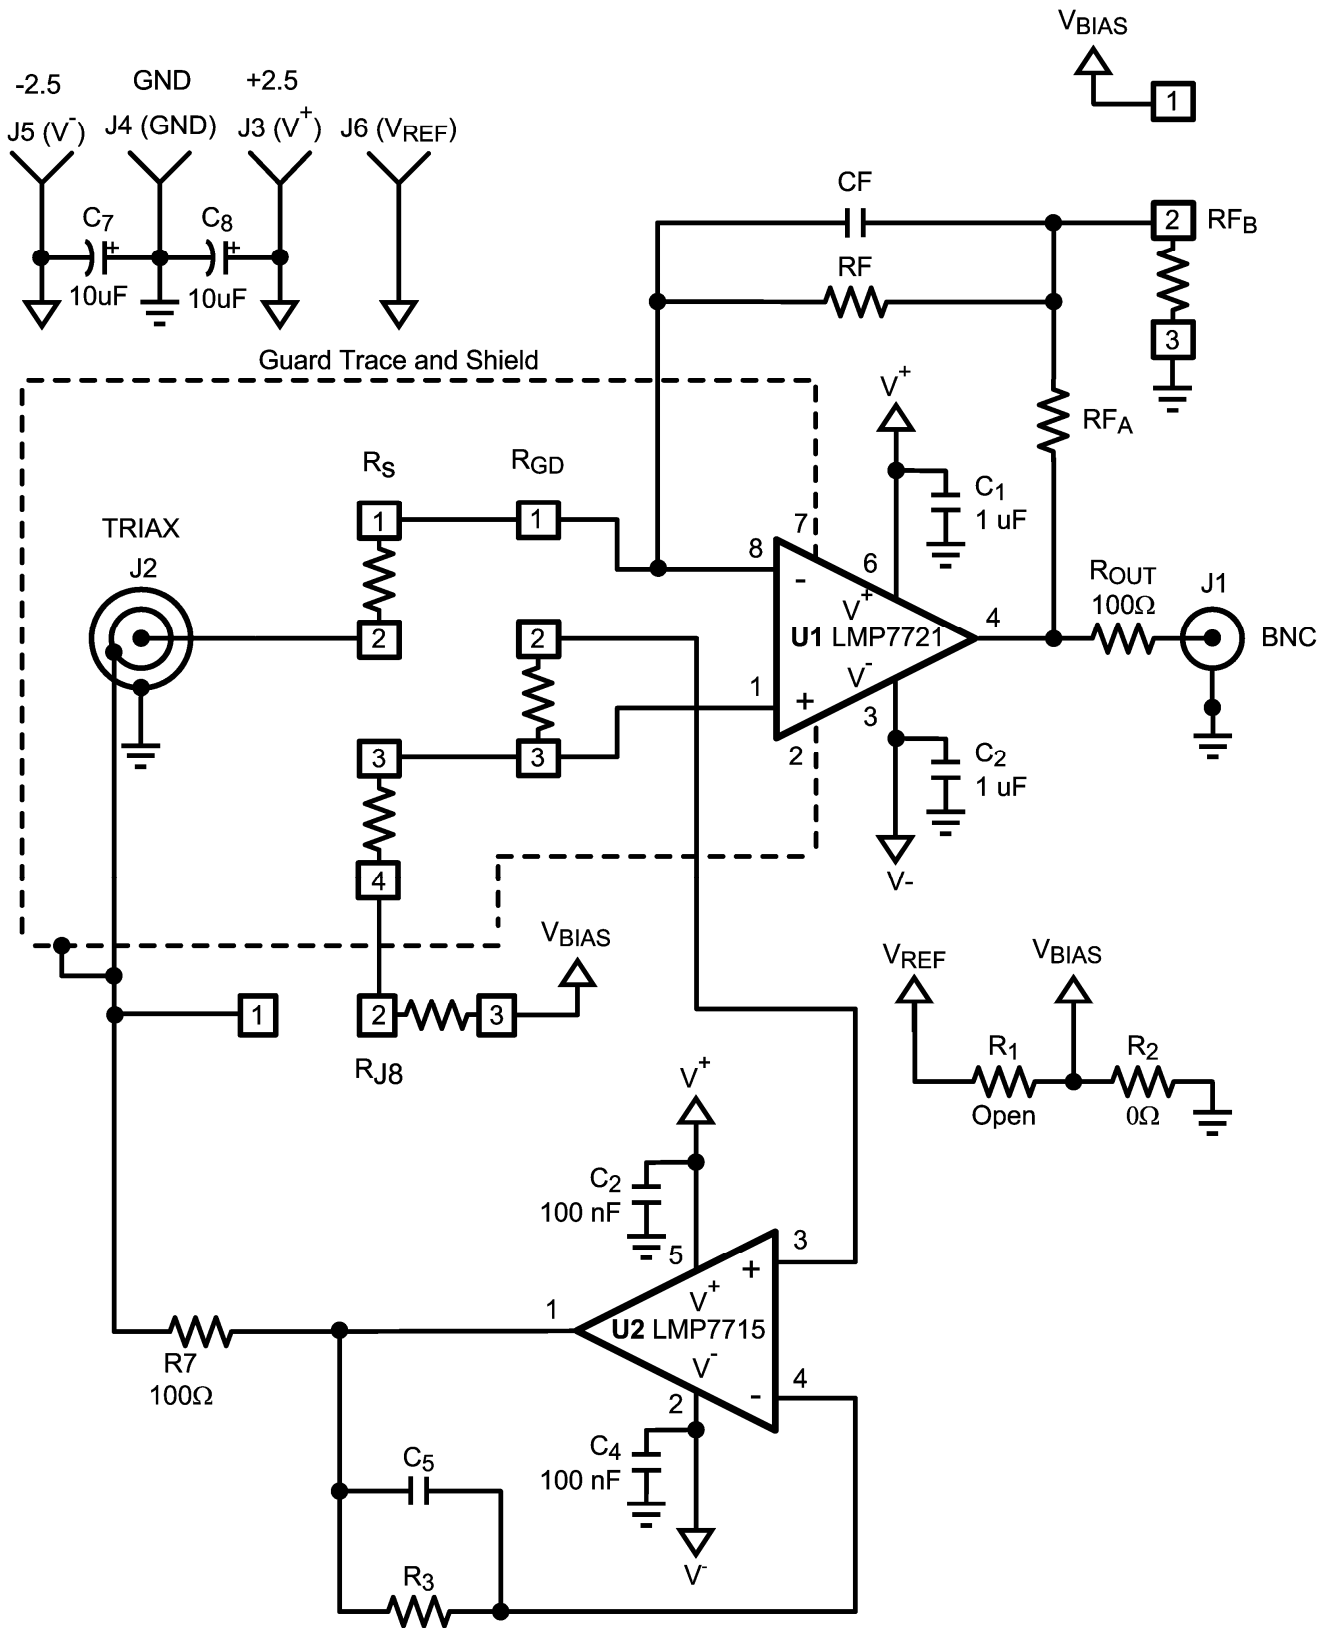 VBIAS
1
-2.5 GND +2.5
J5 (V-) J4 (GND) J3 (V+) J6 (VREF)
C7 + C8 +
10uF 10uF
CF
2 RFB
RF
3
Guard Trace and Shield
V+
RFA
RS RGD
1 1
C1
1 uF
TRIAX
J2
7
8 -
6
V+
ROUT
100Ω
J1
2 2
U1 LMP7721
4
BNC
V-
1 +
3
2
3 3
C2
1 uF
4
V-
VBIAS
VREF VBIAS
1 2 3
RJ8
R1 R2
Open 0Ω
V+
C2
100 nF
5
3
+
V+
1
U2 LMP7715
V-
R7
100Ω
4
-
2
C4
100 nF
C5
V-
R3